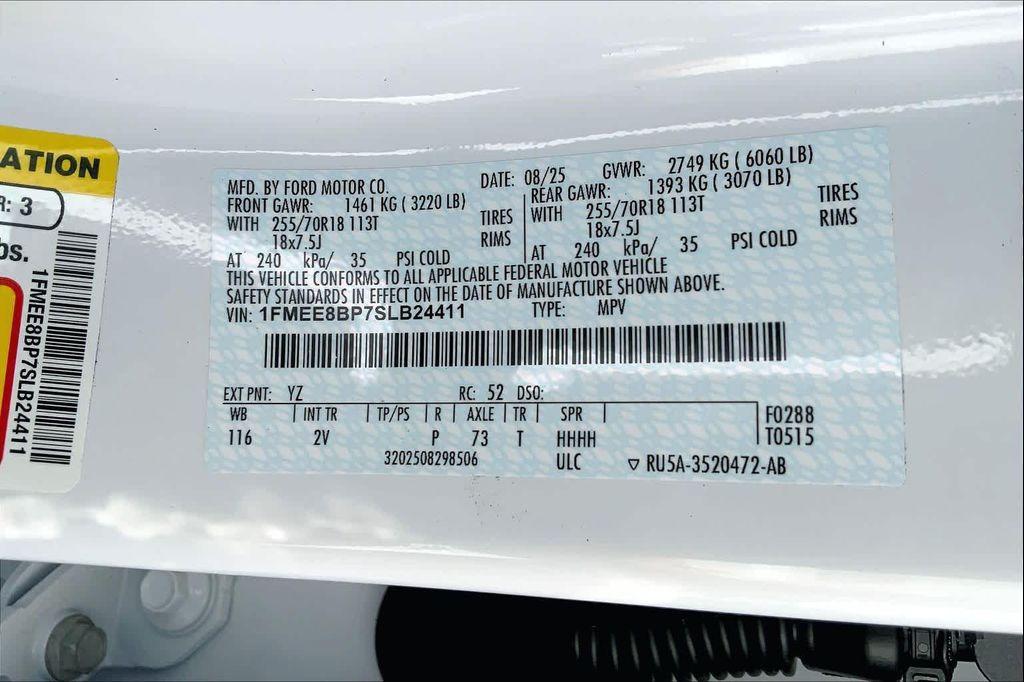 ATION
R: 3
bs.
1FMEE8BP7SLB24411
MFD. BY FORD MOTOR CO. DATE: 08/25 GVWR: 2749 KG ( 6060 LB)
FRONT GAWR: 1461 KG ( 3220 LB) REAR GAWR: 1393 KG ( 3070 LB)
WITH 255/70R18 113T TIRES WITH 255/70R18 113T TIRES
18x7.5J RIMS 18x7.5J RIMS
AT 240 kPa/ 35 PSI COLD AT 240 kPa/ 35 PSI COLD
THIS VEHICLE CONFORMS TO ALL APPLICABLE FEDERAL MOTOR VEHICLE
SAFETY STANDARDS IN EFFECT ON THE DATE OF MANUFACTURE SHOWN ABOVE.
VIN: 1FMEE8BP7SLB24411 TYPE: MPV
EXT PNT: YZ RC: 52 DSO:
WB INT TR TP/PS R AXLE TR SPR F0288
116 2V P 73 T HHHH T0515
3202508298506 ULC ▽ RU5A-3520472-AB